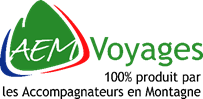 AEM Voyages
100% produit par
les Accompagnateurs en Montagne